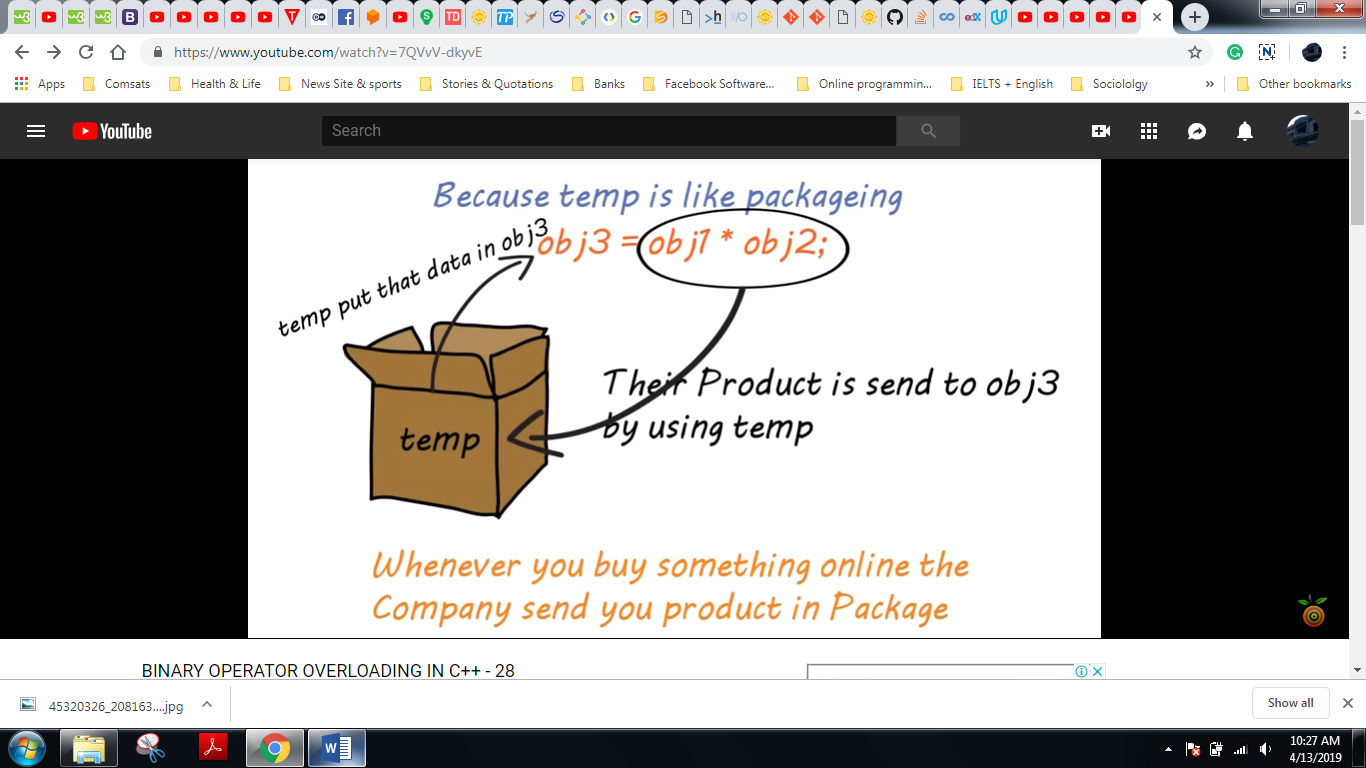 https://www.youtube.com/watch?v=7QVvV-dkyvE
Apps Comsats Health & Life News Site & sports Stories & Quotations Banks Facebook Software... Online programmin... IELTS + English Sociololgy » Other bookmarks
YouTube Search
Because temp is like packageing
obj3 = obj1 * obj2;
temp put that data in obj3
Their Product is send to obj3
by using temp
temp
Whenever you buy something online the
Company send you product in Package
BINARY OPERATOR OVERLOADING IN C++ - 28
45320326_208163....jpg Show all
10:27 AM
4/13/2019